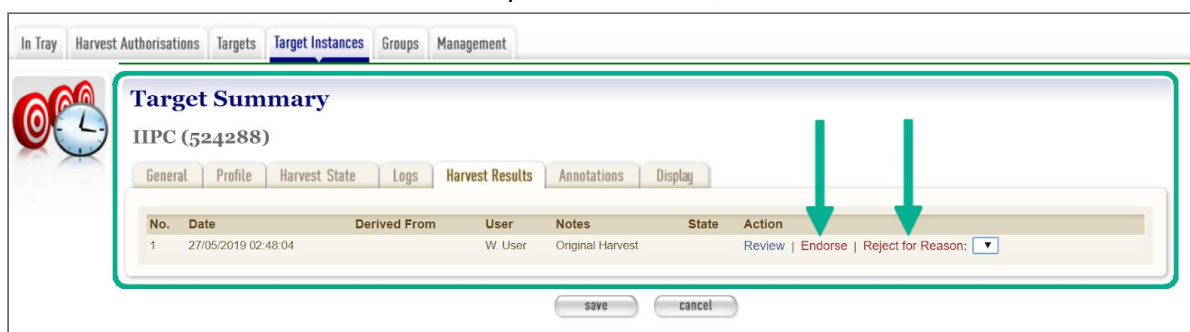 In Tray Harvest Authorisations Targets Target Instances Groups Management
Target Summary
IIPC (524288)
General Profile Harvest State Logs Harvest Results Annotations Display
No. Date Derived From User Notes State Action
1 27/05/2019 02:48:04 W. User Original Harvest Review | Endorse | Reject for Reason:
save cancel